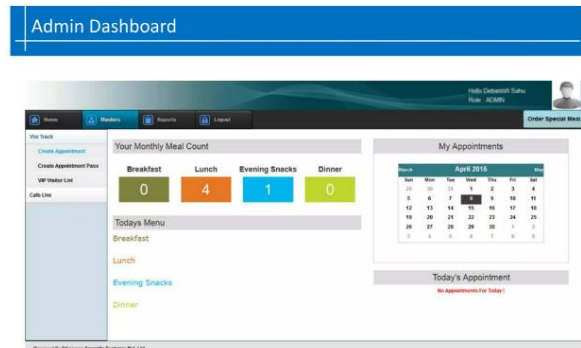 Admin Dashboard
Hello Debasish Sahu
Role : ADMIN
Home
Masters
Reports
Logout
Order Special Meal
Visi Track
Create Appointment
Create Appointment Pass
VIP Visitor List
Cafe Live
Your Monthly Meal Count
Breakfast Lunch Evening Snacks Dinner
0 4 1 0
Todays Menu
Breakfast
Lunch
Evening Snacks
Dinner
My Appointments
March April 2015 May
Sun Mon Tue Wed Thu Fri Sat
29 30 31 1 2 3 4
5 6 7 8 9 10 11
12 13 14 15 16 17 18
19 20 21 22 23 24 25
26 27 28 29 30 1 2
3 4 5 6 7 8 9
Today's Appointment
No Appointments For Today !